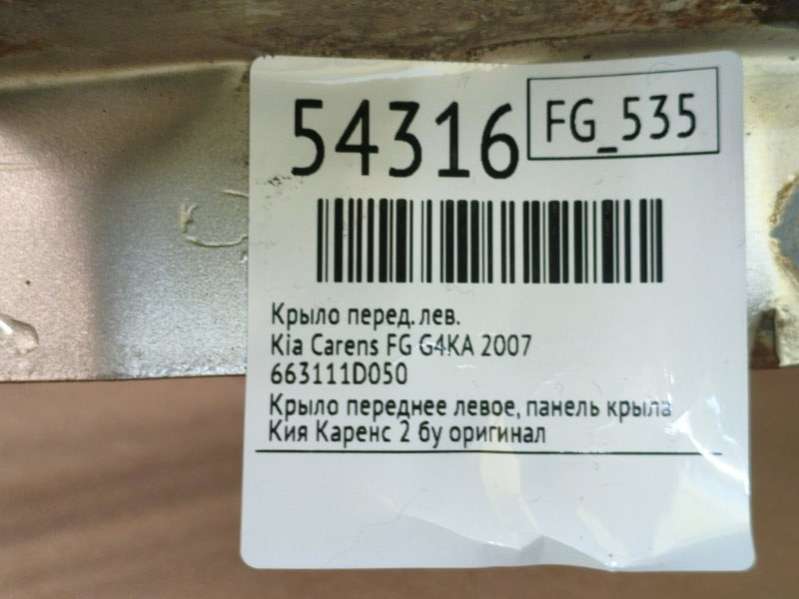 54316 FG_535
Крыло перед. лев.
Kia Carens FG G4KA 2007
663111D050
Крыло переднее левое, панель крыла
Кия Каренс 2 бу оригинал